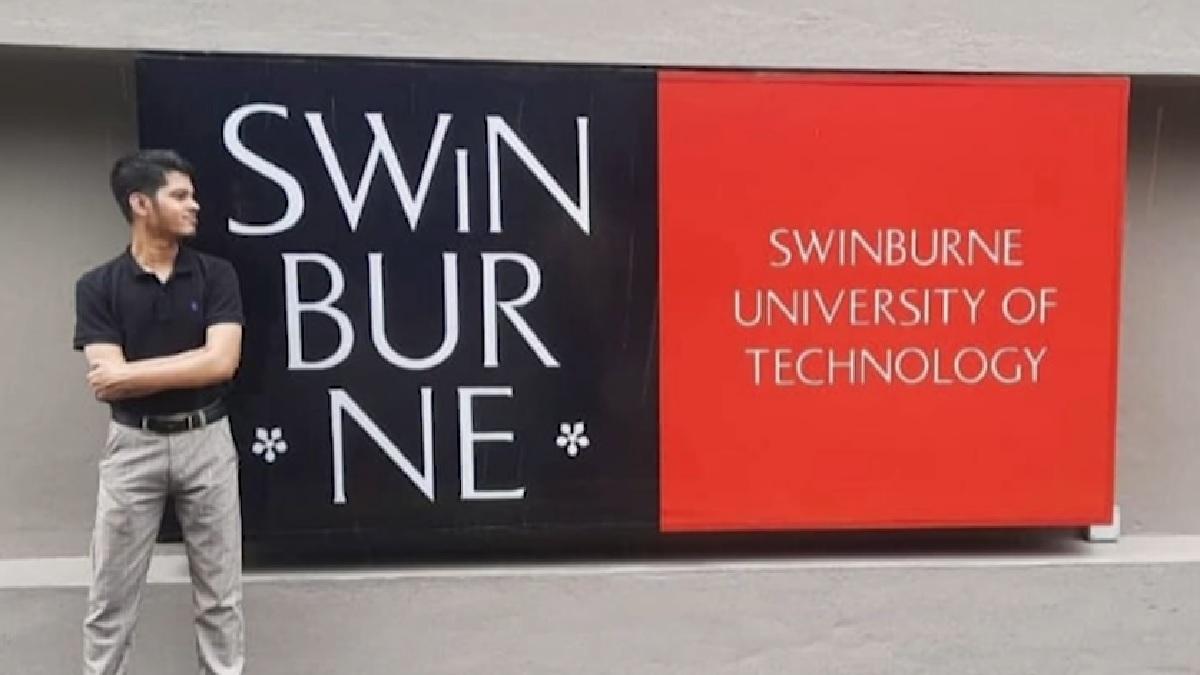 SWiN
BUR
NE
SWINBURNE
UNIVERSITY OF
TECHNOLOGY